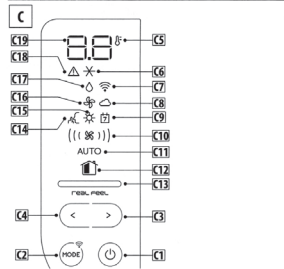 C
C19
8.8
C5
C18
C6
C17
C7
C16
C8
C15
C9
C14
C10
AUTO
C11
C12
C13
REAL FEEL
C4
< >
C3
C2
MODE
C1